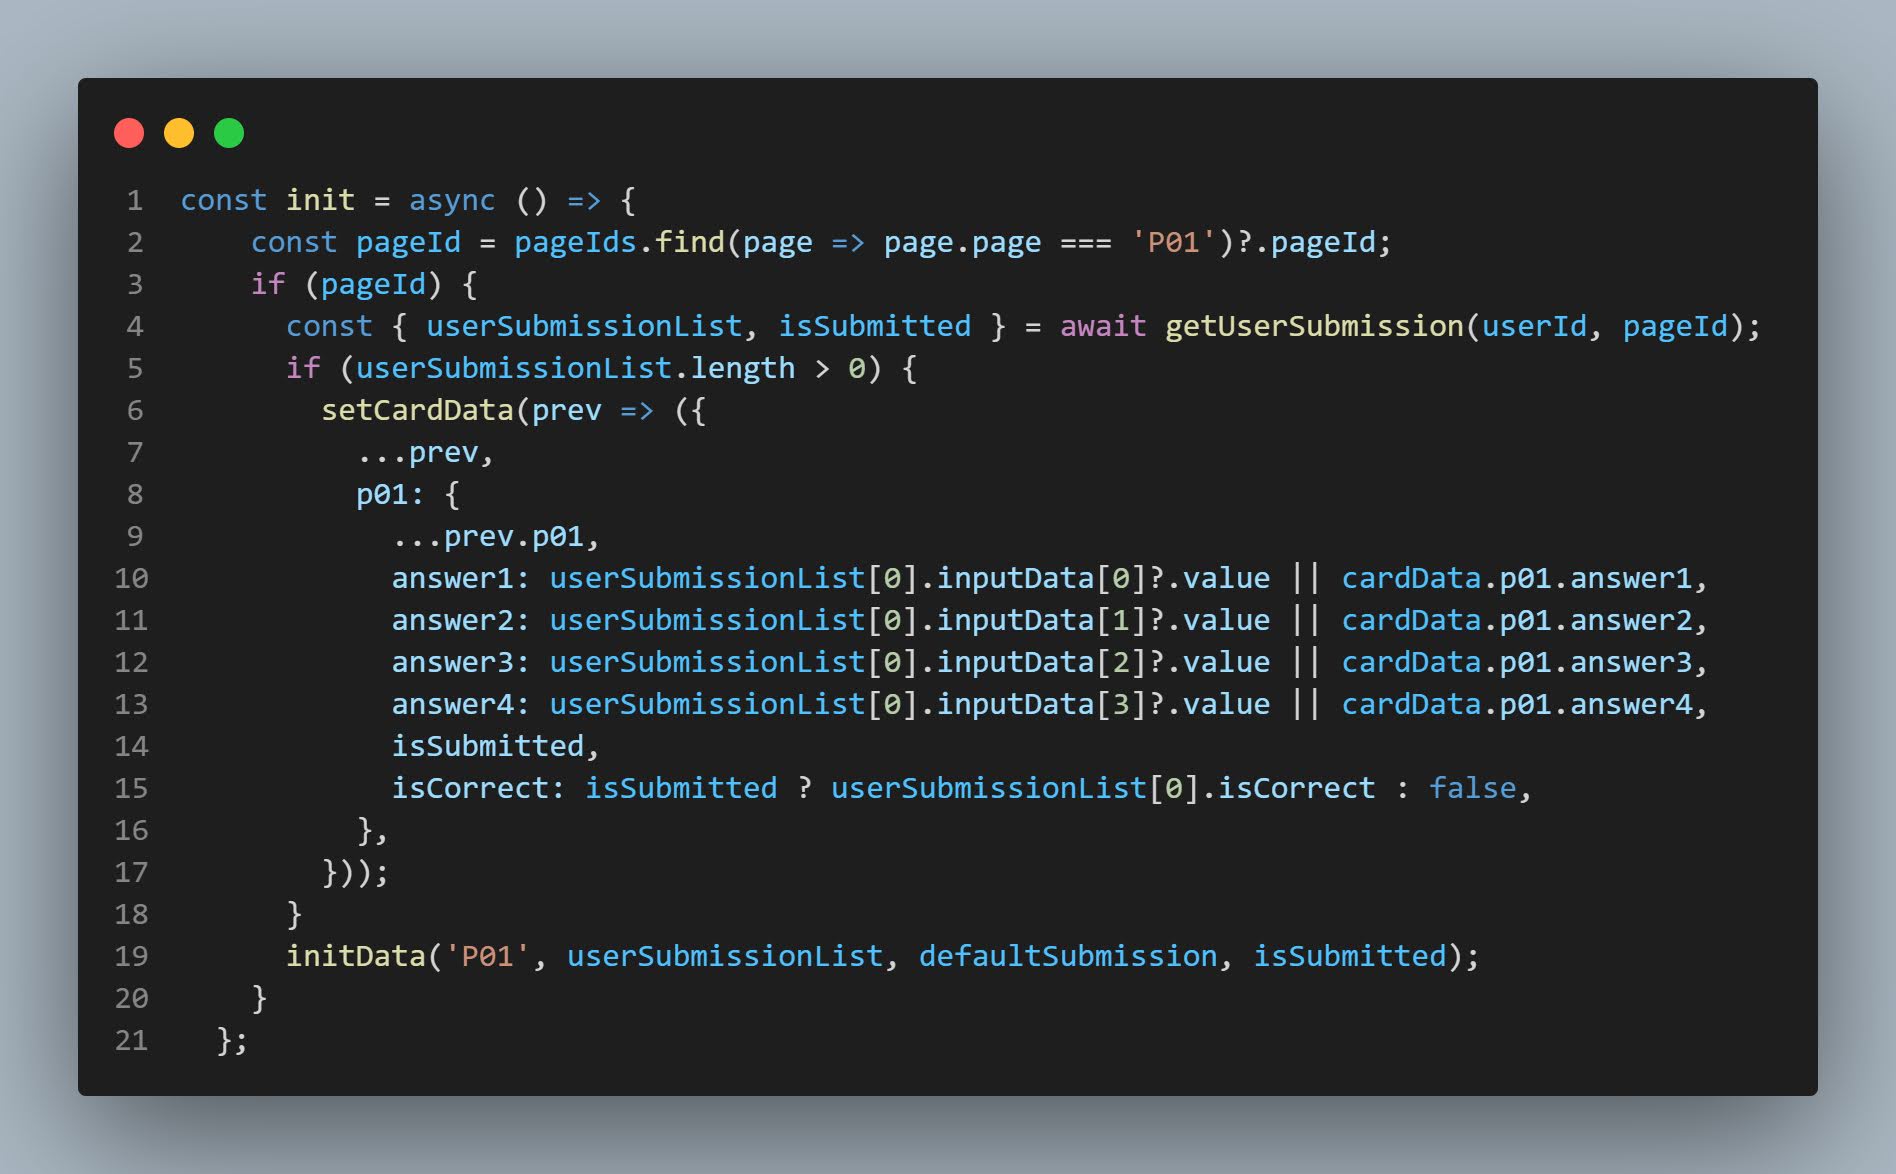 1 const init = async () => {
2     const pageId = pageIds.find(page => page.page === 'P01')?.pageId;
3     if (pageId) {
4       const { userSubmissionList, isSubmitted } = await getUserSubmission(userId, pageId);
5       if (userSubmissionList.length > 0) {
6         setCardData(prev => ({
7           ...prev,
8           p01: {
9             ...prev.p01,
10             answer1: userSubmissionList[0].inputData[0]?.value || cardData.p01.answer1,
11             answer2: userSubmissionList[0].inputData[1]?.value || cardData.p01.answer2,
12             answer3: userSubmissionList[0].inputData[2]?.value || cardData.p01.answer3,
13             answer4: userSubmissionList[0].inputData[3]?.value || cardData.p01.answer4,
14             isSubmitted,
15             isCorrect: isSubmitted ? userSubmissionList[0].isCorrect : false,
16           },
17         }));
18       }
19       initData('P01', userSubmissionList, defaultSubmission, isSubmitted);
20     }
21   };